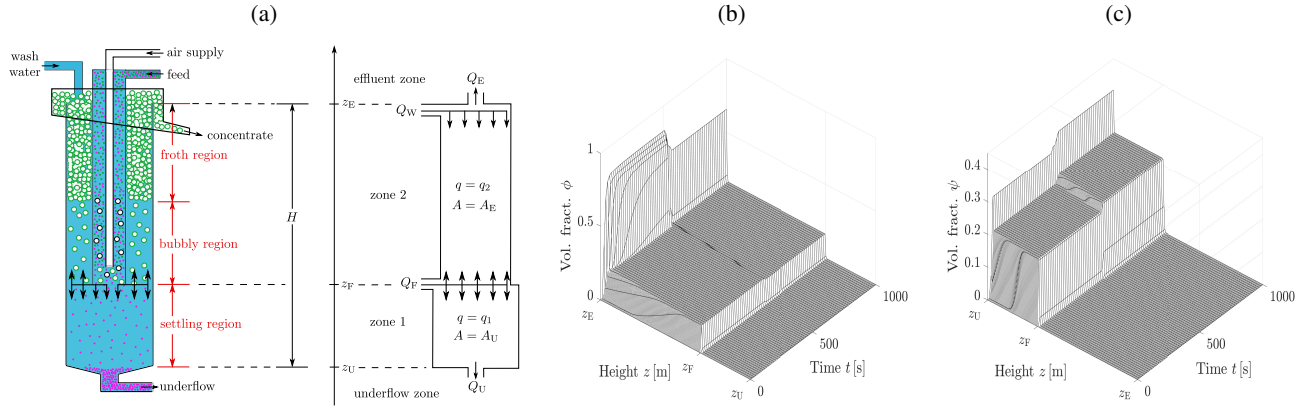 (a)
(b)
(c)
wash
water
air supply
feed
concentrate
froth region
bubbly region
settling region
underflow
H
effluent zone
Q_E
z_E
Q_W
zone 2
q = q_2
A = A_E
Q_F
z_F
zone 1
q = q_1
A = A_U
z_U
Q_U
underflow zone
Vol. fract. ϕ
1
0.5
0
z_E
z_F
z_U
Height z [m]
0
500
1000
Time t [s]
Vol. fract. ψ
0.4
0.3
0.2
0.1
0
z_U
z_F
z_E
Height z [m]
0
500
1000
Time t [s]